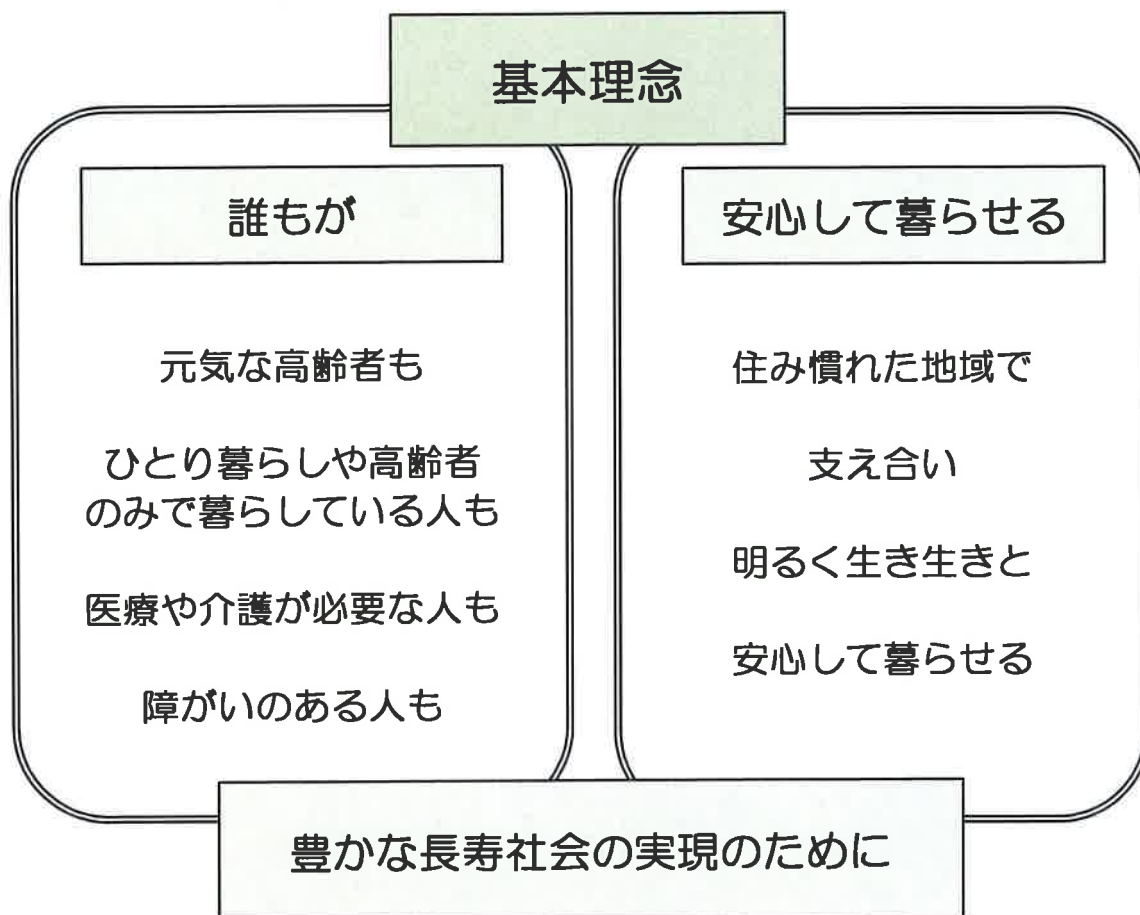 基本理念
誰もが
元気な高齢者も
ひとり暮らしや高齢者
のみで暮らしている人も
医療や介護が必要な人も
障がいのある人も
安心して暮らせる
住み慣れた地域で
支え合い
明るく生き生きと
安心して暮らせる
豊かな長寿社会の実現のために